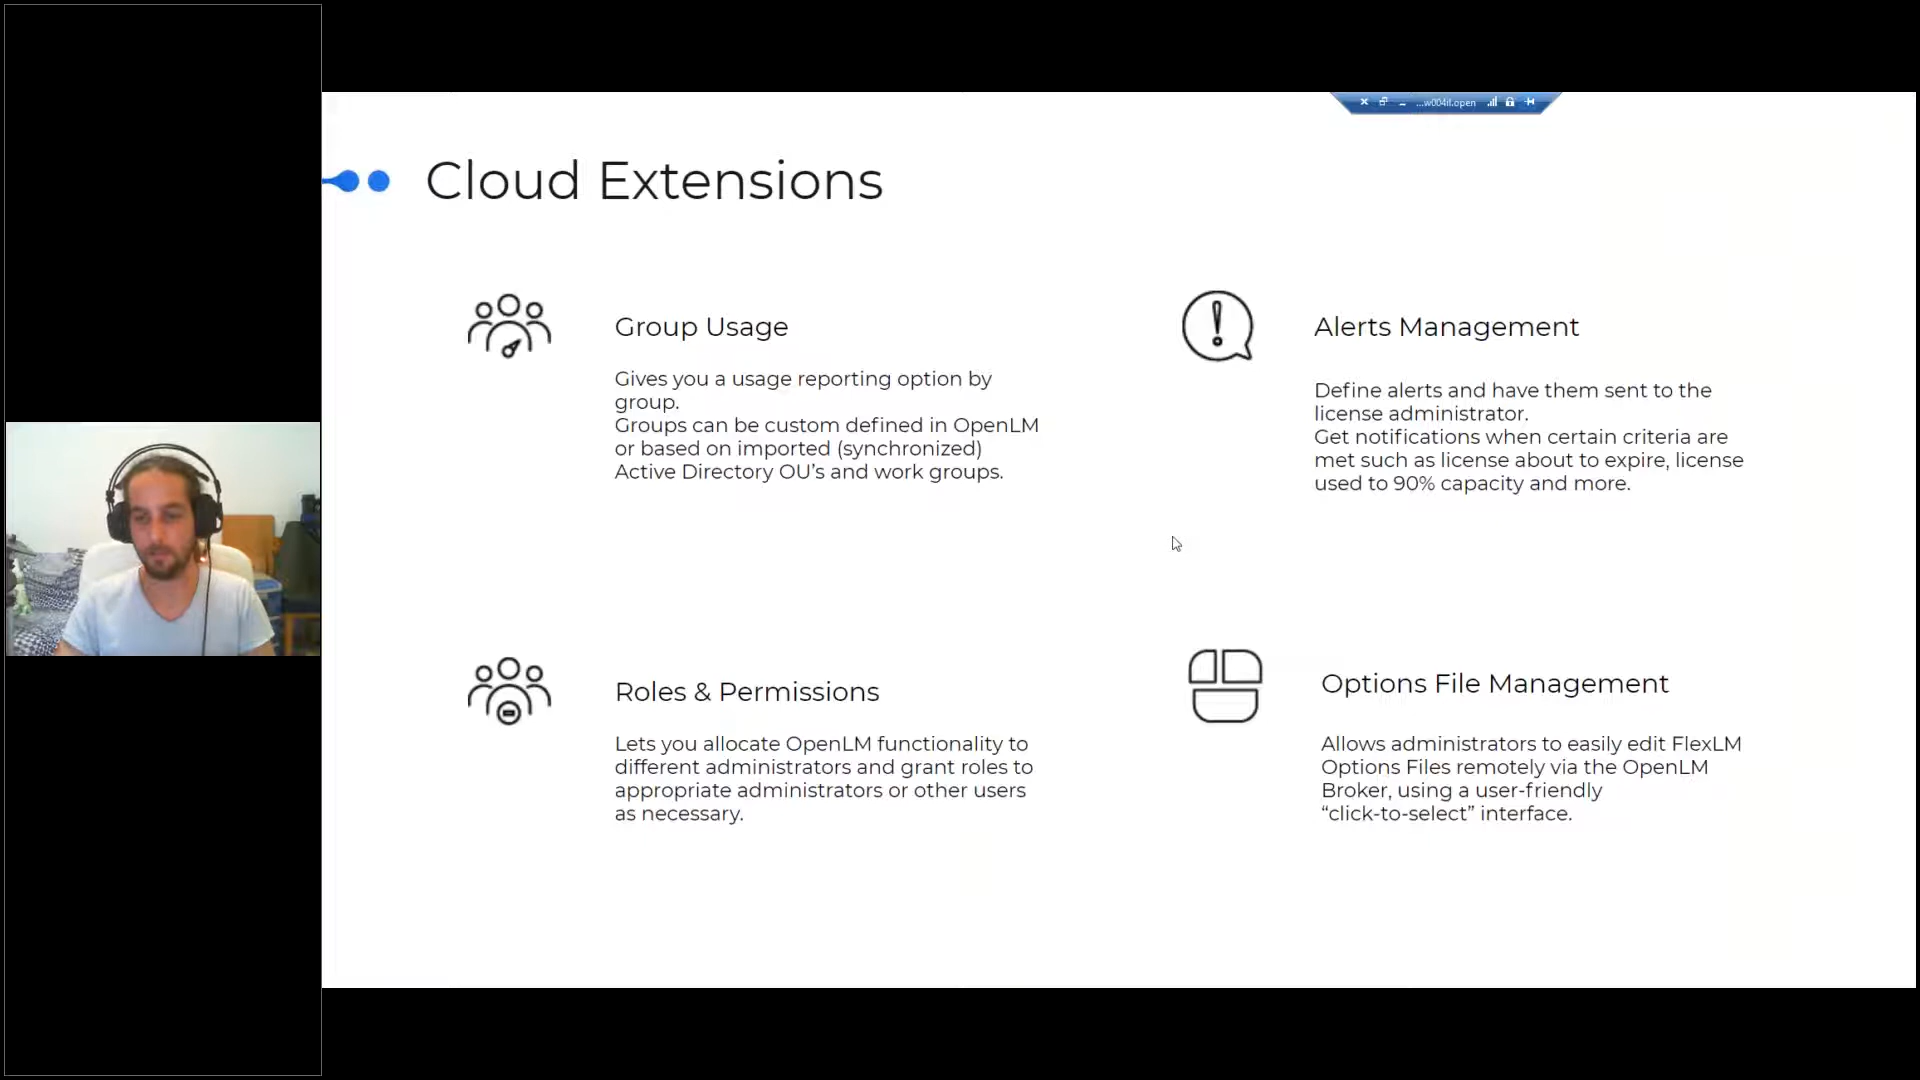 ...w004if.open
Cloud Extensions
Group Usage
Gives you a usage reporting option by
group.
Groups can be custom defined in OpenLM
or based on imported (synchronized)
Active Directory OU's and work groups.
Alerts Management
Define alerts and have them sent to the
license administrator.
Get notifications when certain criteria are
met such as license about to expire, license
used to 90% capacity and more.
Roles & Permissions
Lets you allocate OpenLM functionality to
different administrators and grant roles to
appropriate administrators or other users
as necessary.
Options File Management
Allows administrators to easily edit FlexLM
Options Files remotely via the OpenLM
Broker, using a user-friendly
“click-to-select” interface.